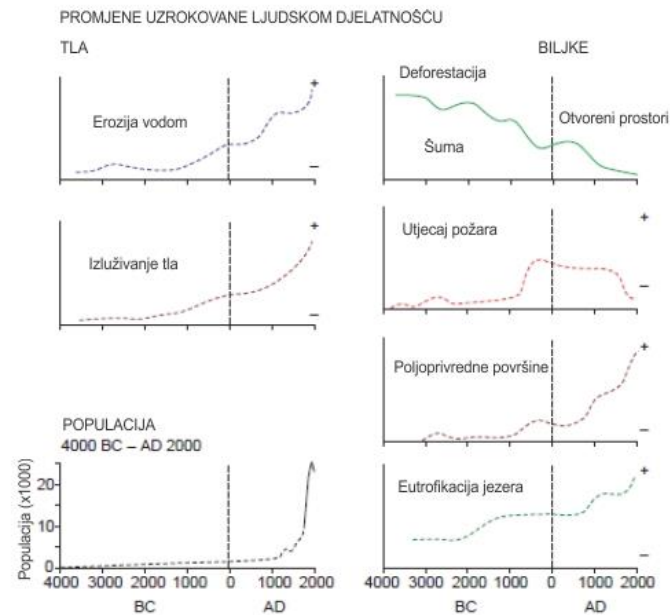 PROMJENE UZROKOVANE LJUDSKOM DJELATNOŠĆU
TLA
Erozija vodom
+
–
Izluživanje tla
+
–
POPULACIJA
4000 BC – AD 2000
Populacija (x1000)
20
10
0
4000 3000 2000 1000 0 1000 2000
BC AD
BILJKE
Deforestacija
Otvoreni prostori
Šuma
Utjecaj požara
+
–
Poljoprivredne površine
+
–
Eutrofikacija jezera
+
–
4000 3000 2000 1000 0 1000 2000
BC AD